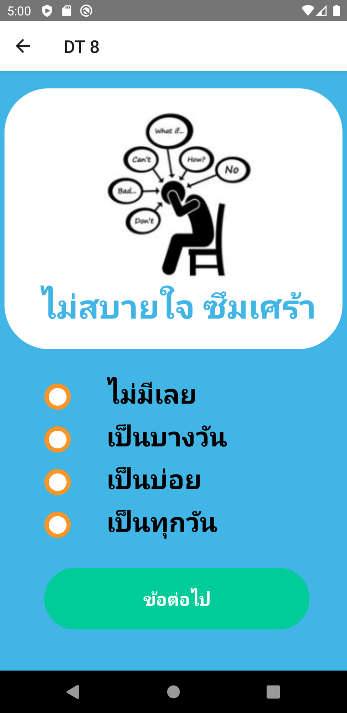 5:00
DT 8
What if...
Can't
How?
No
Bad...
Don't
ไม่สบายใจ ซึมเศร้า
ไม่มีเลย
เป็นบางวัน
เป็นบ่อย
เป็นทุกวัน
ข้อต่อไป